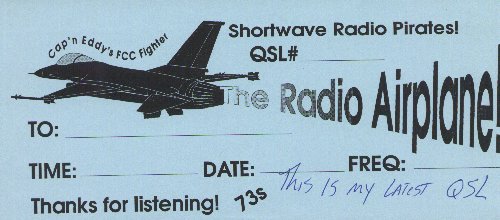 Cap'n Eddy's FCC Fighter
Shortwave Radio Pirates!
QSL#
The Radio Airplane!
TO:
TIME: DATE: FREQ:
THIS IS MY LATEST QSL
Thanks for listening! 73s